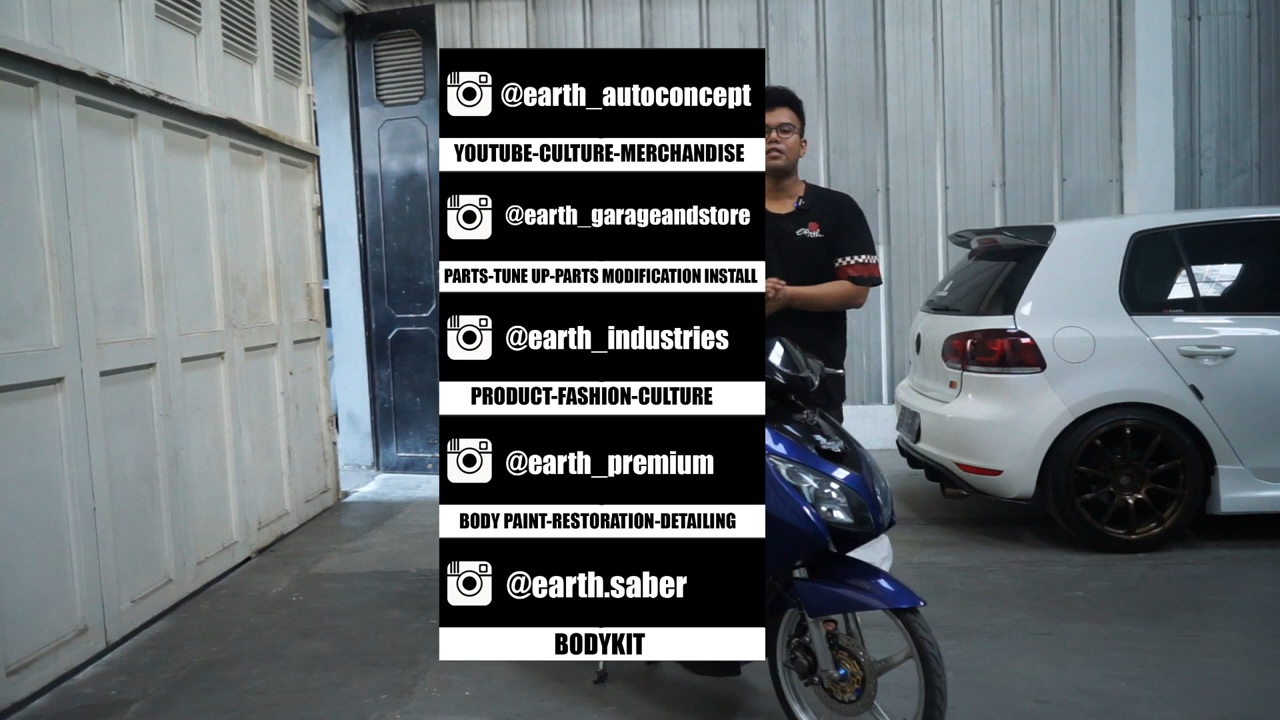 @earth_autoconcept
YOUTUBE-CULTURE-MERCHANDISE
@earth_garageandstore
PARTS-TUNE UP-PARTS MODIFICATION INSTALL
@earth_industries
PRODUCT-FASHION-CULTURE
@earth_premium
BODY PAINT-RESTORATION-DETAILING
@earth.saber
BODYKIT
Earth